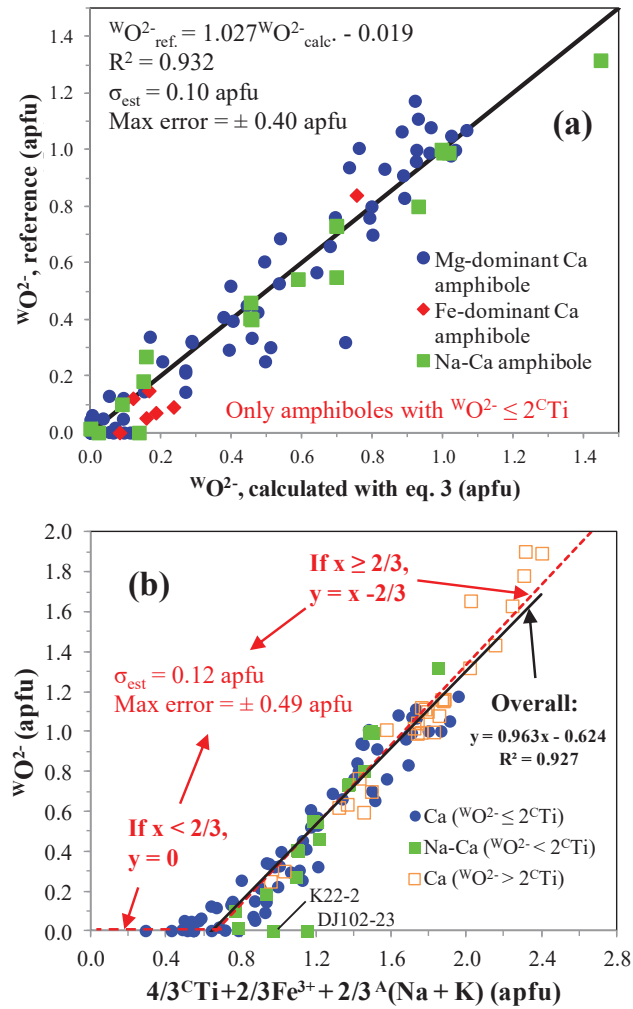 1.4
1.2
1.0
0.8
0.6
0.4
0.2
0.0
0.0 0.2 0.4 0.6 0.8 1.0 1.2 1.4
ᵂO²⁻, reference (apfu)
ᵂO²⁻ref. = 1.027ᵂO²⁻calc. - 0.019
R² = 0.932
σest = 0.10 apfu
Max error = ± 0.40 apfu
(a)
Mg-dominant Ca
amphibole
Fe-dominant Ca
amphibole
Na-Ca amphibole
Only amphiboles with ᵂO²⁻ ≤ 2ᶜTi
ᵂO²⁻, calculated with eq. 3 (apfu)
2.0
1.8
1.6
1.4
1.2
1.0
0.8
0.6
0.4
0.2
0.0
0.0 0.4 0.8 1.2 1.6 2.0 2.4 2.8
ᵂO²⁻ (apfu)
(b)
If x ≥ 2/3,
y = x -2/3
σest = 0.12 apfu
Max error = ± 0.49 apfu
Overall:
y = 0.963x - 0.624
R² = 0.927
If x < 2/3,
y = 0
Ca (ᵂO²⁻ ≤ 2ᶜTi)
Na-Ca (ᵂO²⁻ < 2ᶜTi)
Ca (ᵂO²⁻ > 2ᶜTi)
K22-2
DJ102-23
4/3ᶜTi+2/3Fe³⁺+2/3ᴬ(Na + K) (apfu)